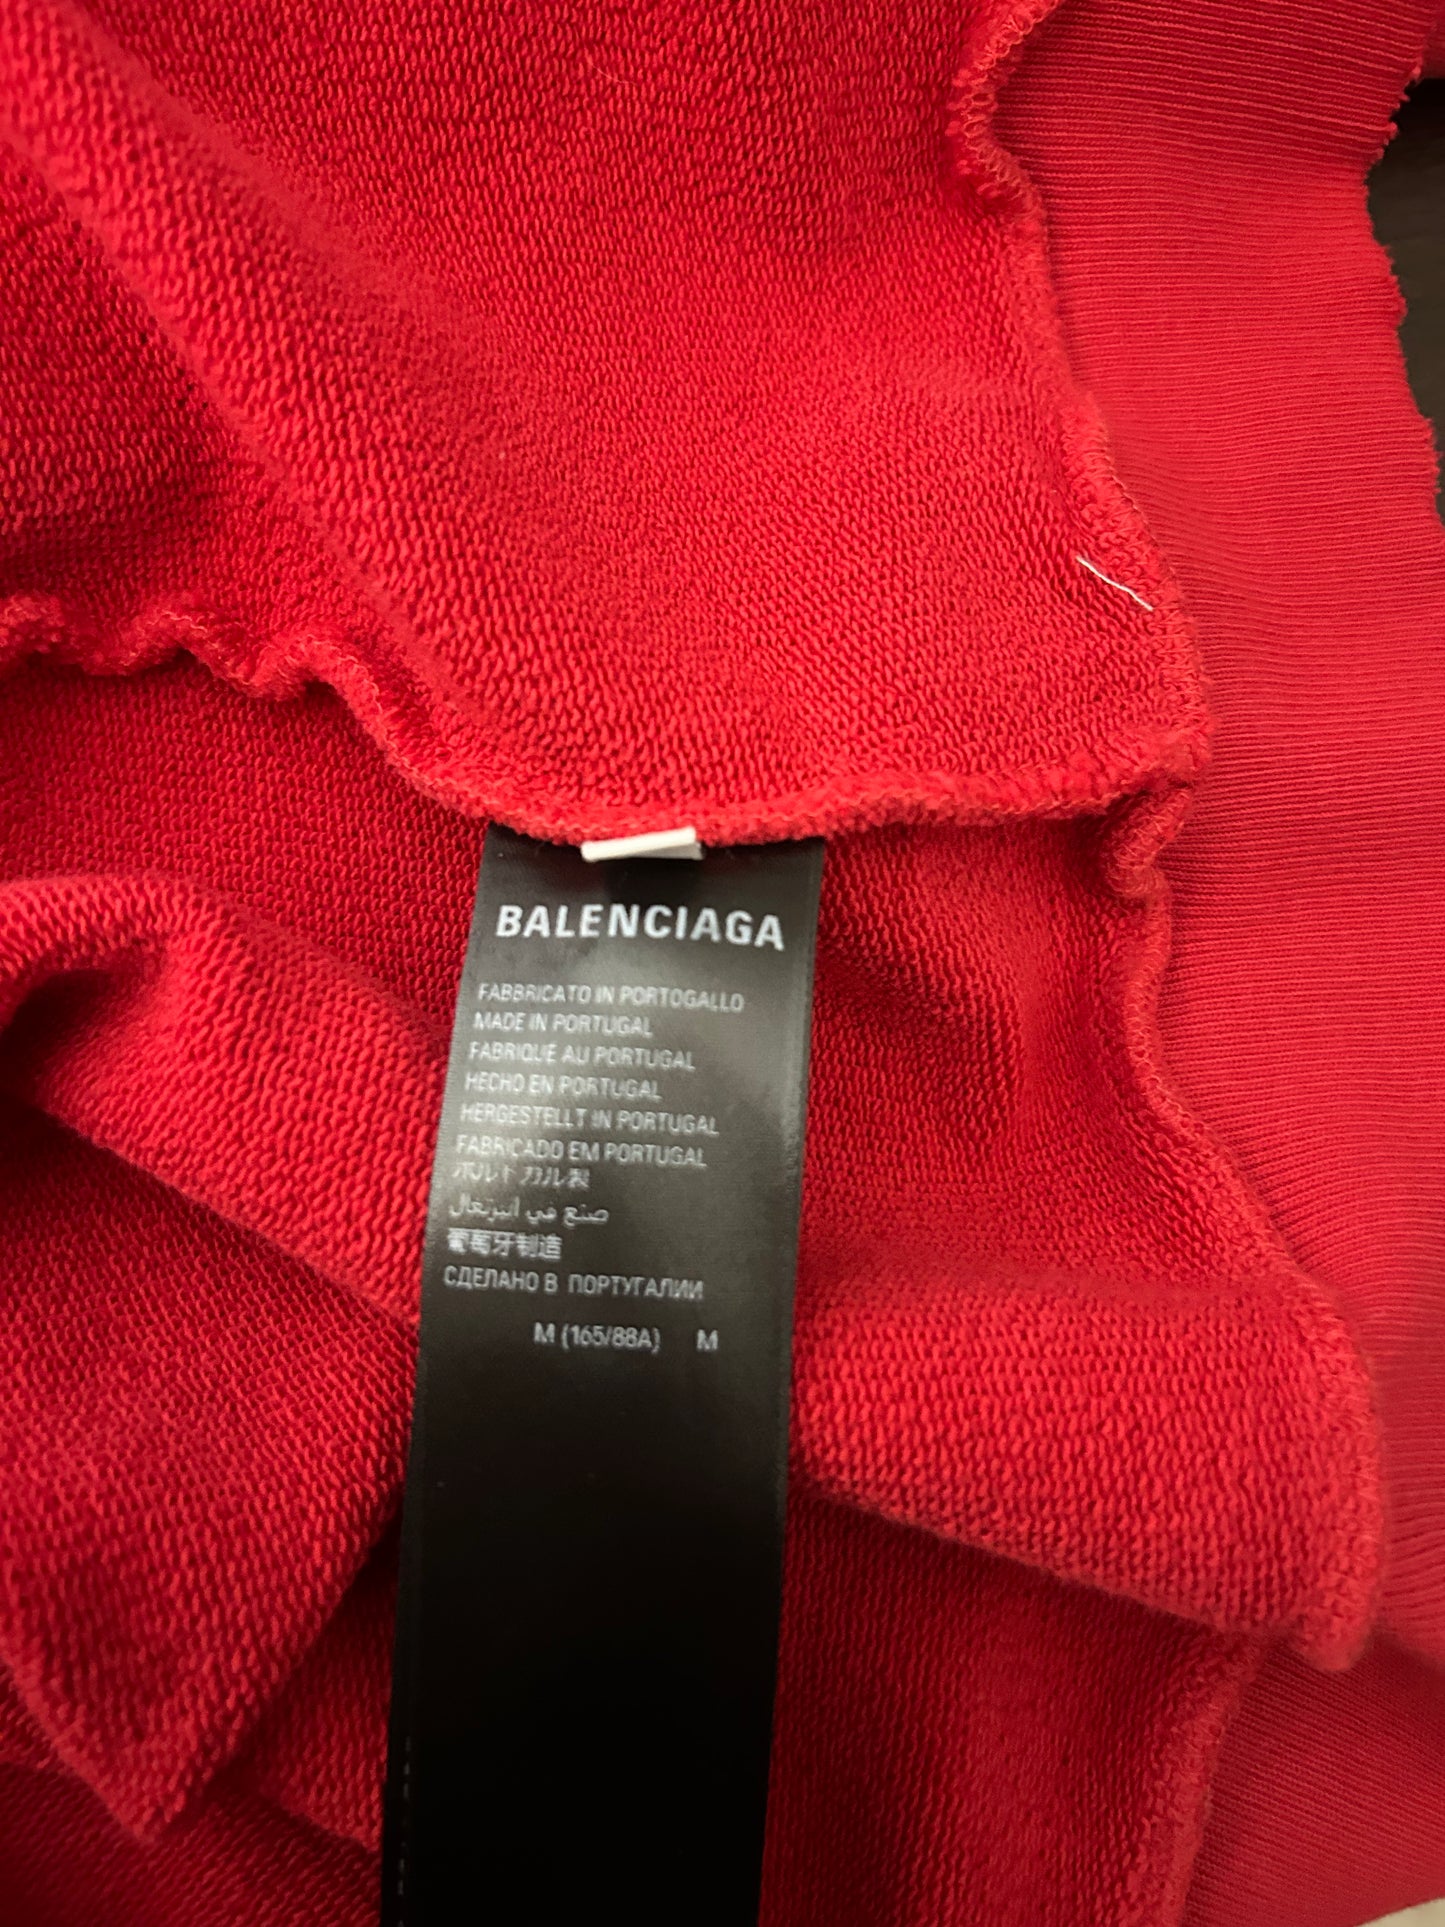 BALENCIAGA
FABBRICATO IN PORTOGALLO
MADE IN PORTUGAL
FABRIQUÉ AU PORTUGAL
HECHO EN PORTUGAL
HERGESTELLT IN PORTUGAL
FABRICADO EM PORTUGAL
ポルトガル製
صنع في البرتغال
葡萄牙制造
СДЕЛАНО В ПОРТУГАЛИИ
M (165/88A) M